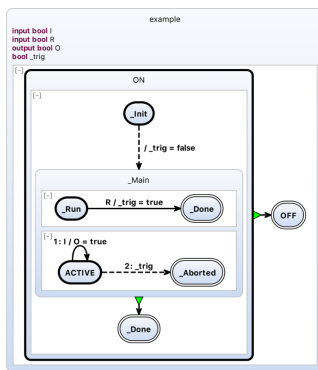 example
input bool I
input bool R
output bool O
bool _trig
[-]
ON
[-]
_Init
/ _trig = false
_Main
[-]
_Run
R / _trig = true
_Done
OFF
[-]
1: I / O = true
ACTIVE
2: _trig
_Aborted
_Done